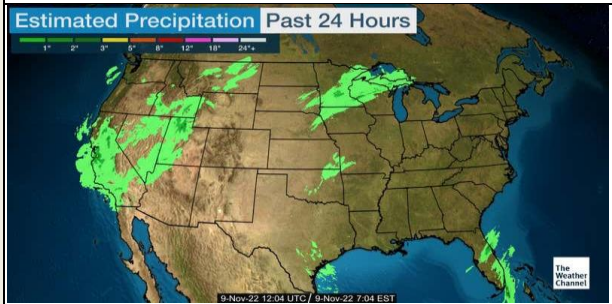 Estimated Precipitation Past 24 Hours
1" 2" 3" 5" 8" 12" 18" 24"+
The
Weather
Channel
9-Nov-22 12:04 UTC / 9-Nov-22 7:04 EST